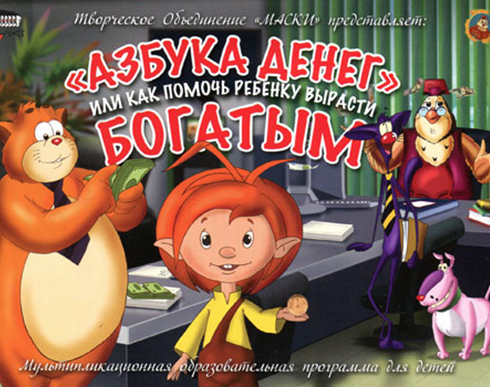 Творческое Объединение «МАСКИ» представляет:
«АЗБУКА ДЕНЕГ»
ИЛИ КАК ПОМОЧЬ РЕБЕНКУ ВЫРАСТИ
БОГАТЫМ
Мультипликационная образовательная программа для детей